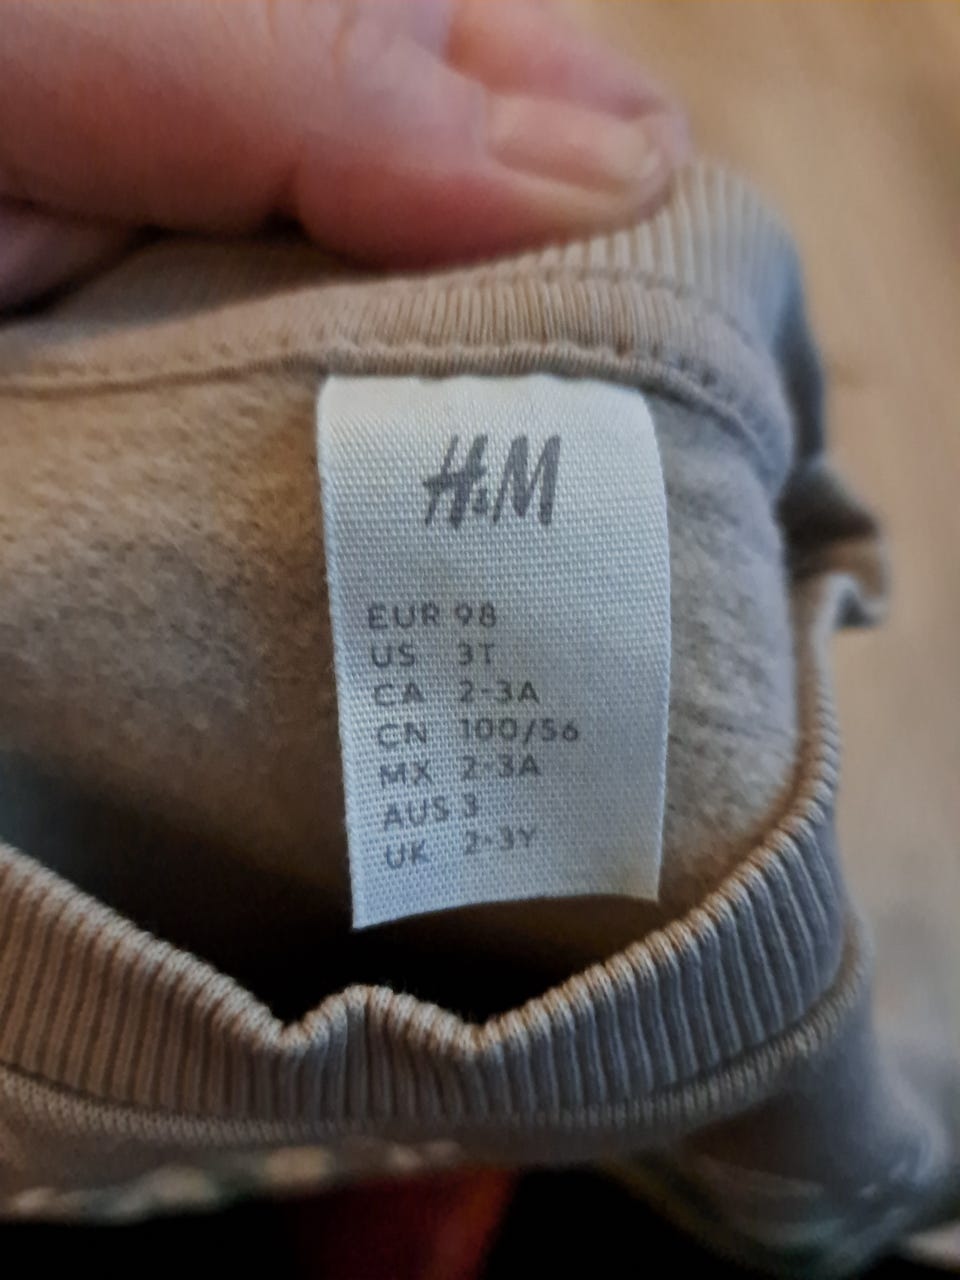 H&M
EUR 98
US 3T
CA 2-3A
CN 100/56
MX 2-3A
AUS 3
UK 2-3Y